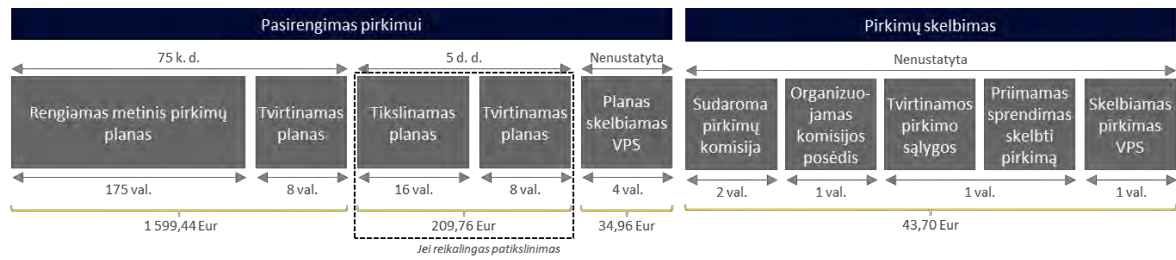 Pasirengimas pirkimui
Pirkimų skelbimas
75 k. d.
5 d. d.
Nenustatyta
Nenustatyta
Rengiamas metinis pirkimų
planas
Tvirtinamas
planas
Tikslinamas
planas
Tvirtinamas
planas
Planas
skelbiamas
VPS
Sudaroma
pirkimų
komisija
Organizuo-
jamas
komisijos
posėdis
Tvirtinamos
pirkimo
sąlygos
Priimamas
sprendimas
skelbti
pirkimą
Skelbiamas
pirkimas
VPS
175 val.
8 val.
16 val.
8 val.
4 val.
2 val.
1 val.
1 val.
1 val.
1 599,44 Eur
209,76 Eur
34,96 Eur
43,70 Eur
Jei reikalingas patikslinimas